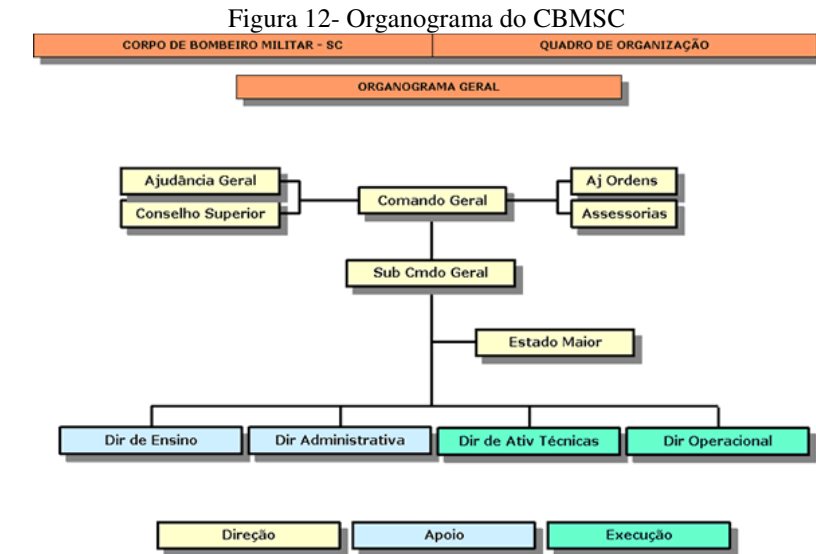 Figura 12- Organograma do CBMSC
CORPO DE BOMBEIRO MILITAR - SC QUADRO DE ORGANIZAÇÃO
ORGANOGRAMA GERAL
Ajudância Geral
Conselho Superior
Comando Geral
Aj Ordens
Assessorias
Sub Cmdo Geral
Estado Maior
Dir de Ensino
Dir Administrativa
Dir de Ativ Técnicas
Dir Operacional
Direção
Apoio
Execução